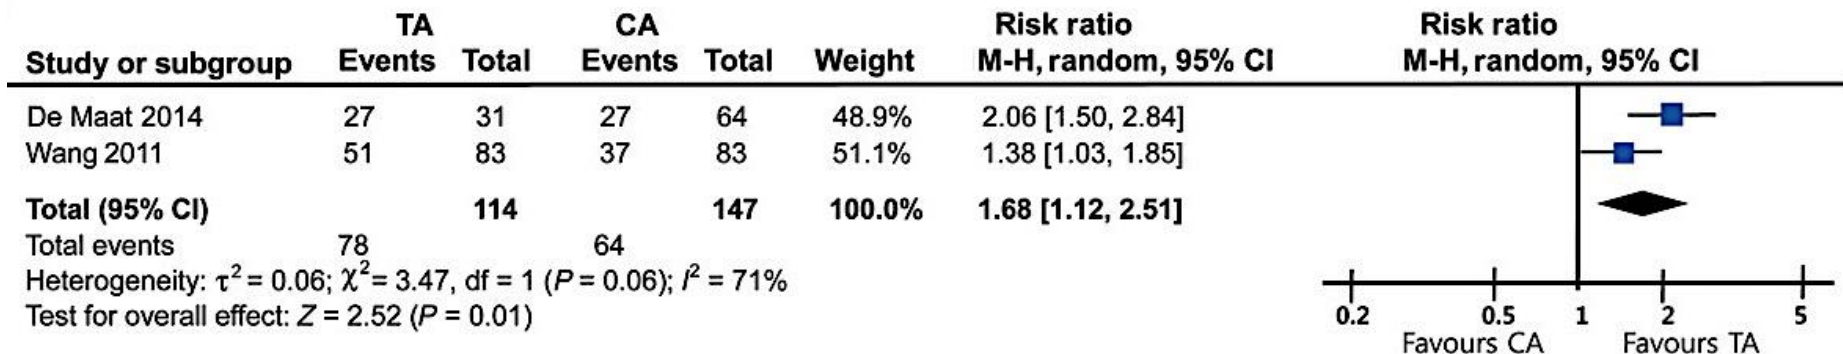 TA CA Risk ratio Risk ratio
Study or subgroup Events Total Events Total Weight M-H, random, 95% CI M-H, random, 95% CI
De Maat 2014 27 31 27 64 48.9% 2.06 [1.50, 2.84]
Wang 2011 51 83 37 83 51.1% 1.38 [1.03, 1.85]
Total (95% CI) 114 147 100.0% 1.68 [1.12, 2.51]
Total events 78 64
Heterogeneity: τ² = 0.06; χ² = 3.47, df = 1 (P = 0.06); I² = 71%
Test for overall effect: Z = 2.52 (P = 0.01)
0.2 0.5 1 2 5
Favours CA Favours TA